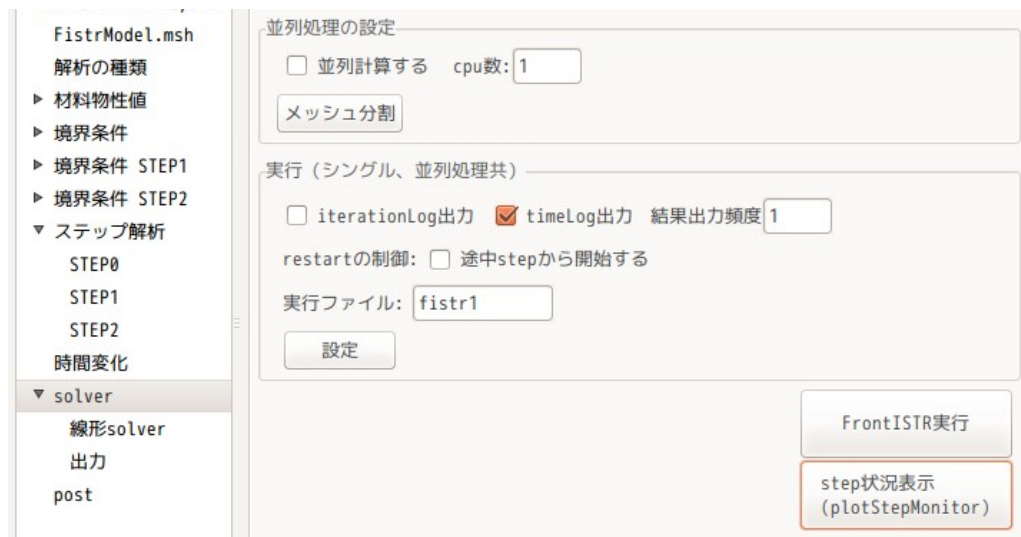 FistrModel.msh
解析の種類
材料物性値
境界条件
境界条件 STEP1
境界条件 STEP2
ステップ解析
STEP0
STEP1
STEP2
時間変化
solver
線形solver
出力
post
並列処理の設定
並列計算する cpu数: 1
メッシュ分割
実行（シングル、並列処理共）
iterationLog出力 timeLog出力 結果出力頻度 1
restartの制御: 途中stepから開始する
実行ファイル: fistr1
設定
FrontISTR実行
step状況表示
(plotStepMonitor)